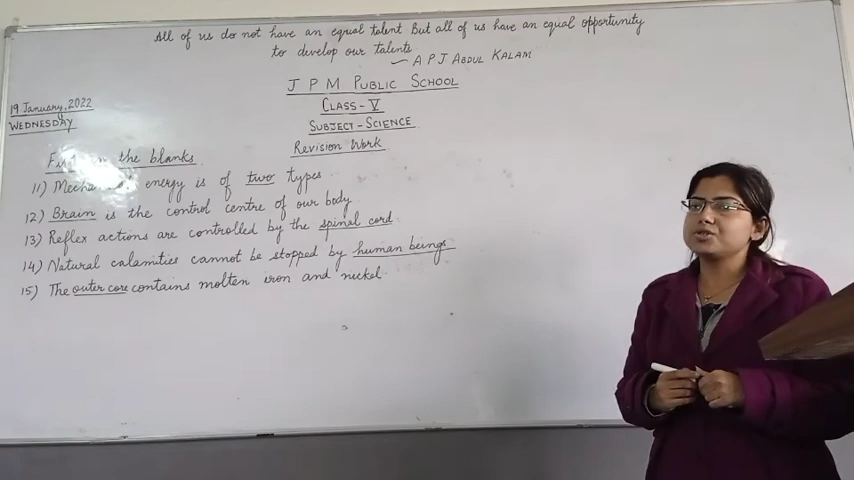 All of us do not have an equal talent But all of us have an equal opportunity
to develop our talents
— A P J ABDUL KALAM
J P M PUBLIC SCHOOL
19 January, 2022
WEDNESDAY
CLASS - V
SUBJECT - SCIENCE
Revision Work
in the blanks
11) energy is of two types
12) Brain is the control centre of our body
13) Reflex actions are controlled by the spinal cord
14) Natural calamities cannot be stopped by human beings
15) The outer core contains molten iron and nickel